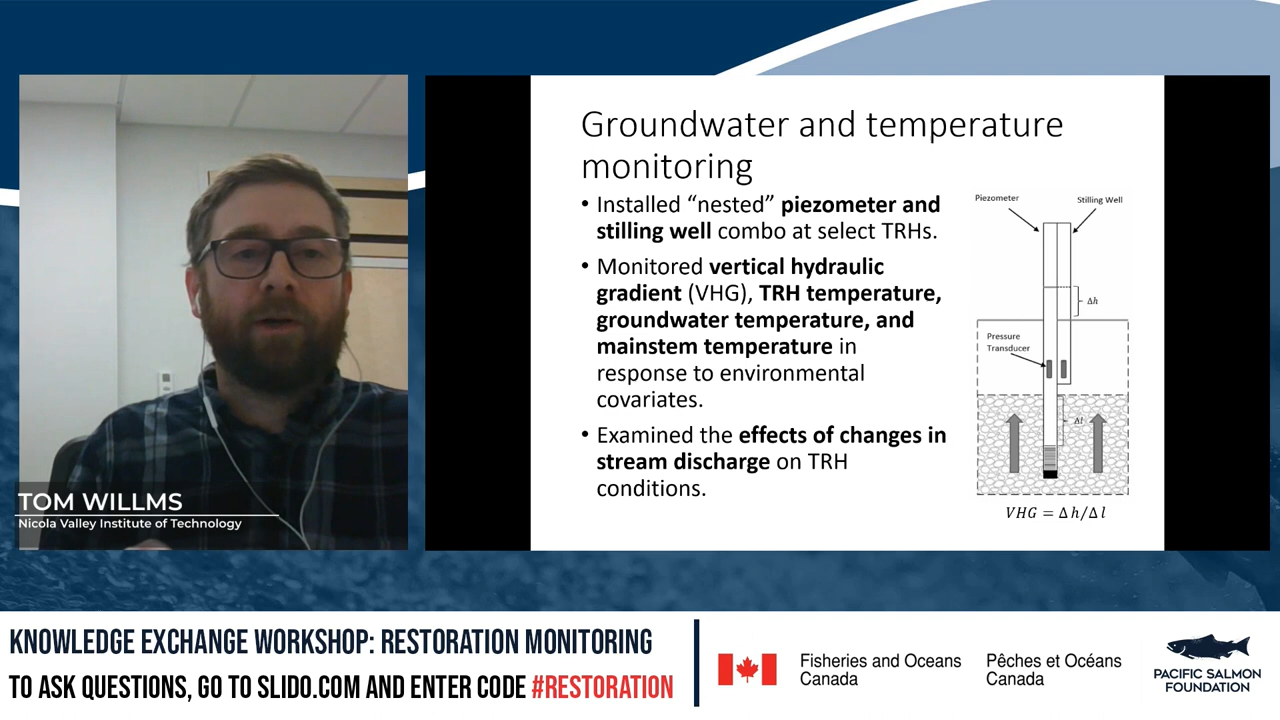 Groundwater and temperature
monitoring
• Installed “nested” piezometer and
stilling well combo at select TRHs.
• Monitored vertical hydraulic
gradient (VHG), TRH temperature,
groundwater temperature, and
mainstem temperature in
response to environmental
covariates.
• Examined the effects of changes in
stream discharge on TRH
conditions.
Piezometer
Stilling Well
Δh
Pressure
Transducer
Δl
VHG = Δh/Δl
TOM WILLMS
Nicola Valley Institute of Technology
KNOWLEDGE EXCHANGE WORKSHOP: RESTORATION MONITORING
TO ASK QUESTIONS, GO TO SLIDO.COM AND ENTER CODE #RESTORATION
Fisheries and Oceans
Canada
Pêches et Océans
Canada
PACIFIC SALMON
FOUNDATION